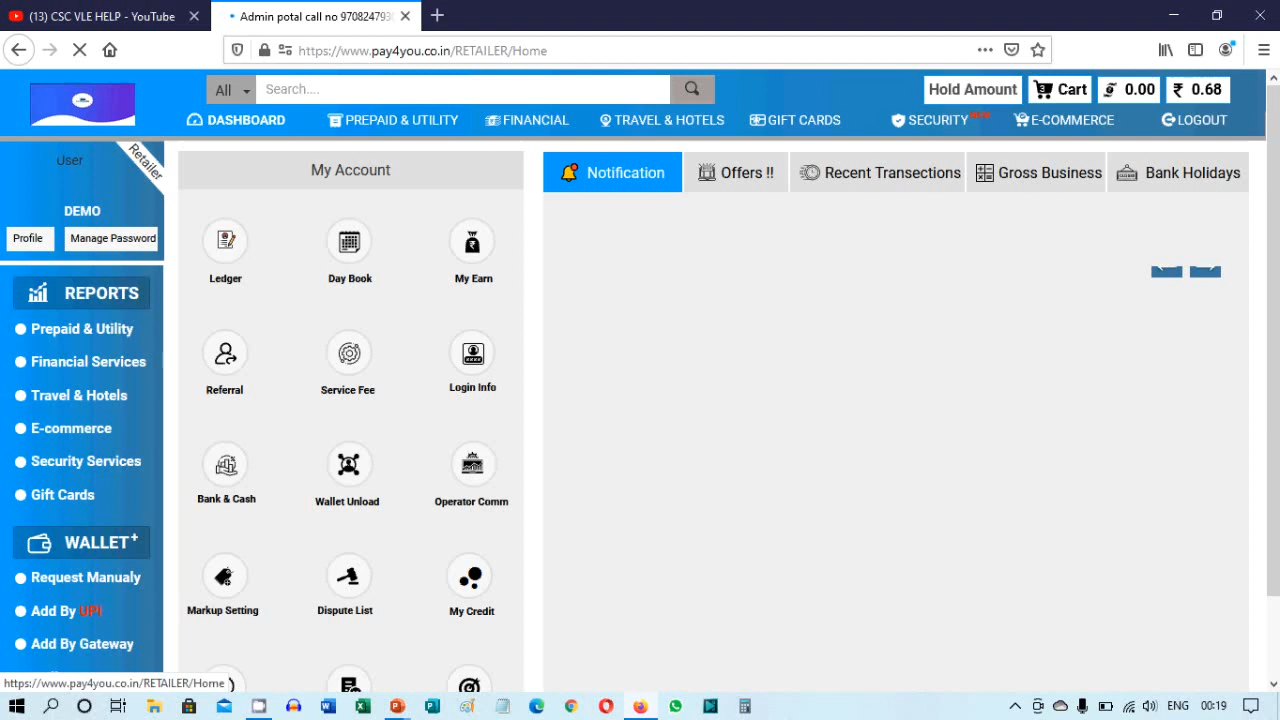 (13) CSC VLE HELP - YouTube
Admin potal call no 9708247930
https://www.pay4you.co.in/RETAILER/Home
All
Search....
Hold Amount
Cart
0.00
₹ 0.68
DASHBOARD
PREPAID & UTILITY
FINANCIAL
TRAVEL & HOTELS
GIFT CARDS
SECURITY
E-COMMERCE
LOGOUT
User
Retailer
DEMO
Profile
Manage Password
REPORTS
Prepaid & Utility
Financial Services
Travel & Hotels
E-commerce
Security Services
Gift Cards
WALLET+
Request Manualy
Add By UPI
Add By Gateway
My Account
Ledger
Day Book
My Earn
Referral
Service Fee
Login Info
Bank & Cash
Wallet Unload
Operator Comm
Markup Setting
Dispute List
My Credit
Notification
Offers !!
Recent Transections
Gross Business
Bank Holidays
https://www.pay4you.co.in/RETAILER/Home
ENG
00:19